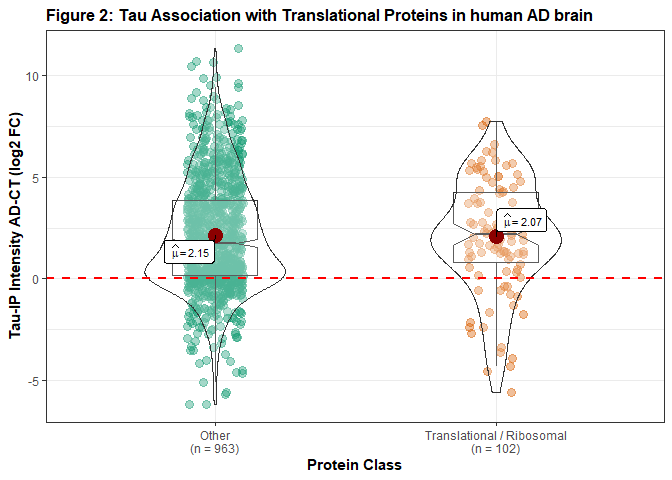 Figure 2: Tau Association with Translational Proteins in human AD brain
Tau-IP Intensity AD-CT (log2 FC)
10
5
0
-5
μ̂ = 2.15
μ̂ = 2.07
Other
(n = 963)
Translational / Ribosomal
(n = 102)
Protein Class